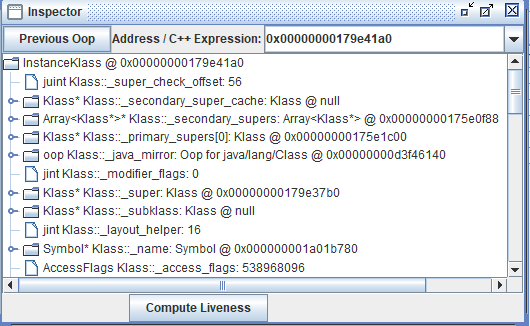 Inspector
Previous Oop Address / C++ Expression: 0x00000000179e41a0
InstanceKlass @ 0x00000000179e41a0
juint Klass::_super_check_offset: 56
Klass* Klass::_secondary_super_cache: Klass @ null
Array<Klass*>* Klass::_secondary_supers: Array<Klass*> @ 0x00000000175e0f88
Klass* Klass::_primary_supers[0]: Klass @ 0x00000000175e1c00
oop Klass::_java_mirror: Oop for java/lang/Class @ 0x00000000d3f46140
jint Klass::_modifier_flags: 0
Klass* Klass::_super: Klass @ 0x00000000179e37b0
Klass* Klass::_subklass: Klass @ null
jint Klass::_layout_helper: 16
Symbol* Klass::_name: Symbol @ 0x000000001a01b780
AccessFlags Klass::_access_flags: 538968096
Compute Liveness